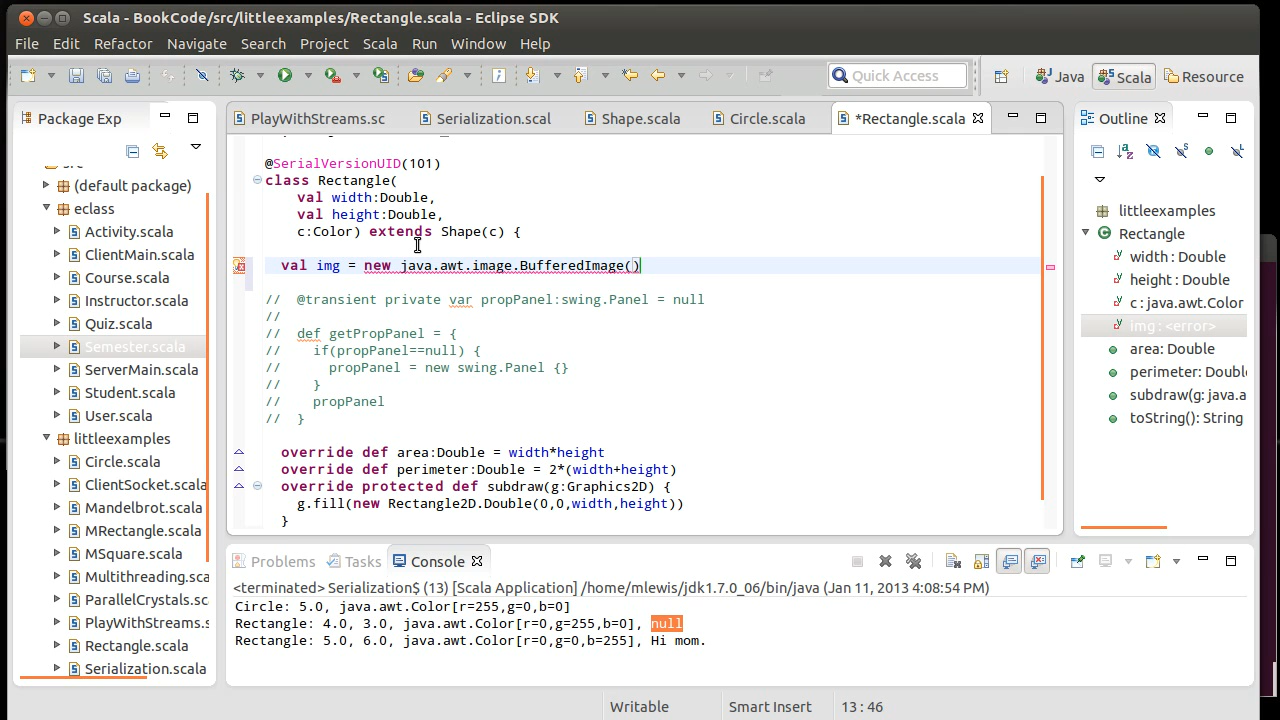 Scala - BookCode/src/littleexamples/Rectangle.scala - Eclipse SDK
File Edit Refactor Navigate Search Project Scala Run Window Help
Quick Access
Java
Scala
Resource
Package Exp
PlayWithStreams.sc
Serialization.scal
Shape.scala
Circle.scala
*Rectangle.scala
Outline
(default package)
eclass
Activity.scala
ClientMain.scala
Course.scala
Instructor.scala
Quiz.scala
Semester.scala
ServerMain.scala
Student.scala
User.scala
littleexamples
Circle.scala
ClientSocket.scala
Mandelbrot.scala
MRectangle.scala
MSquare.scala
Multithreading.sca
ParallelCrystals.sc
PlayWithStreams.s
Rectangle.scala
Serialization.scala
@SerialVersionUID(101)
class Rectangle(
val width:Double,
val height:Double,
c:Color) extends Shape(c) {
val img = new java.awt.image.BufferedImage()
// @transient private var propPanel:swing.Panel = null
//
// def getPropPanel = {
// if(propPanel==null) {
// propPanel = new swing.Panel {}
// }
// propPanel
// }
override def area:Double = width*height
override def perimeter:Double = 2*(width+height)
override protected def subdraw(g:Graphics2D) {
g.fill(new Rectangle2D.Double(0,0,width,height))
}
littleexamples
Rectangle
width : Double
height : Double
c : java.awt.Color
img : <error>
area: Double
perimeter: Double
subdraw(g: java.a
toString(): String
Problems
Tasks
Console
<terminated> Serialization$ (13) [Scala Application] /home/mlewis/jdk1.7.0_06/bin/java (Jan 11, 2013 4:08:54 PM)
Circle: 5.0, java.awt.Color[r=255,g=0,b=0]
Rectangle: 4.0, 3.0, java.awt.Color[r=0,g=255,b=0], null
Rectangle: 5.0, 6.0, java.awt.Color[r=0,g=0,b=255], Hi mom.
Writable
Smart Insert
13 : 46